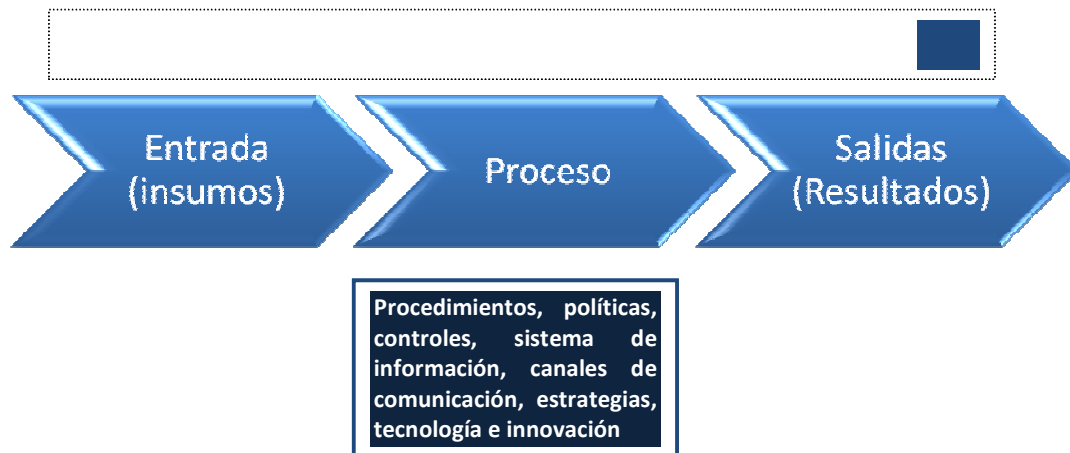 Entrada
(insumos)
Proceso
Salidas
(Resultados)
Procedimientos, políticas,
controles, sistema de
información, canales de
comunicación, estrategias,
tecnología e innovación